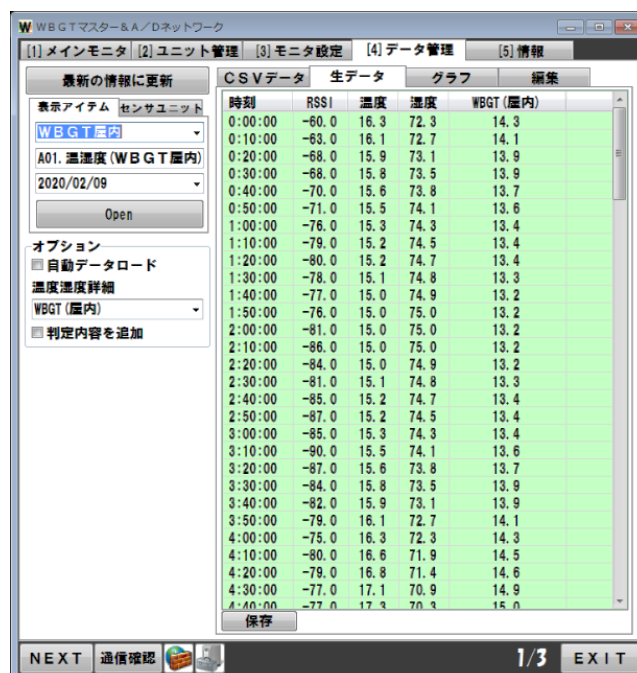 WBGTマスター＆A／Dネットワーク
[1]メインモニタ [2]ユニット管理 [3]モニタ設定 [4]データ管理 [5]情報
最新の情報に更新
表示アイテム センサユニット
WBGT屋内
A01.温湿度(WBGT屋内)
2020/02/09
Open
オプション
自動データロード
温度湿度詳細
WBGT(屋内)
判定内容を追加
CSVデータ 生データ グラフ 編集
時刻 RSSI 温度 湿度 WBGT(屋内)
0:00:00 -60.0 16.3 72.3 14.3
0:10:00 -63.0 16.1 72.7 14.1
0:20:00 -68.0 15.9 73.1 13.9
0:30:00 -68.0 15.8 73.5 13.9
0:40:00 -70.0 15.6 73.8 13.7
0:50:00 -71.0 15.5 74.1 13.6
1:00:00 -76.0 15.3 74.3 13.4
1:10:00 -79.0 15.2 74.5 13.4
1:20:00 -80.0 15.2 74.7 13.4
1:30:00 -78.0 15.1 74.8 13.3
1:40:00 -77.0 15.0 74.9 13.2
1:50:00 -76.0 15.0 75.0 13.2
2:00:00 -81.0 15.0 75.0 13.2
2:10:00 -86.0 15.0 75.0 13.2
2:20:00 -84.0 15.0 74.9 13.2
2:30:00 -81.0 15.1 74.8 13.3
2:40:00 -85.0 15.2 74.7 13.4
2:50:00 -87.0 15.2 74.5 13.4
3:00:00 -85.0 15.3 74.3 13.4
3:10:00 -90.0 15.5 74.1 13.6
3:20:00 -87.0 15.6 73.8 13.7
3:30:00 -84.0 15.8 73.5 13.9
3:40:00 -82.0 15.9 73.1 13.9
3:50:00 -79.0 16.1 72.7 14.1
4:00:00 -75.0 16.3 72.3 14.3
4:10:00 -80.0 16.6 71.9 14.5
4:20:00 -79.0 16.8 71.4 14.6
4:30:00 -77.0 17.1 70.9 14.9
4:40:00 -77.0 17.3 70.3 15.0
保存
NEXT 通信確認 1/3 EXIT